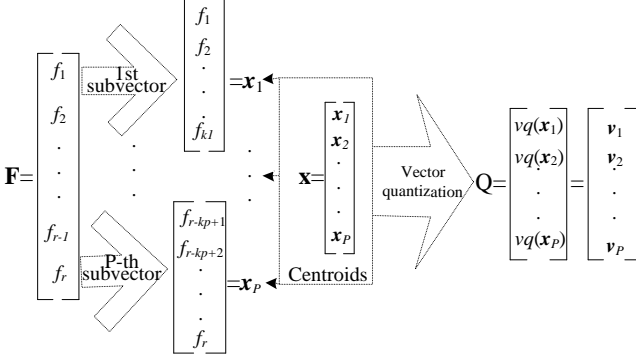 F=
f1
f2
.
.
.
fr-1
fr
1st
subvector
.
.
.
P-th
subvector
f1
f2
.
.
.
fk1
=x1
.
.
.
fr-kp+1
fr-kp+2
.
.
.
fr
=xP
x=
x1
x2
.
.
.
xP
Centroids
Vector
quantization
Q=
vq(x1)
vq(x2)
.
.
.
vq(xP)
=
v1
v2
.
.
.
vP